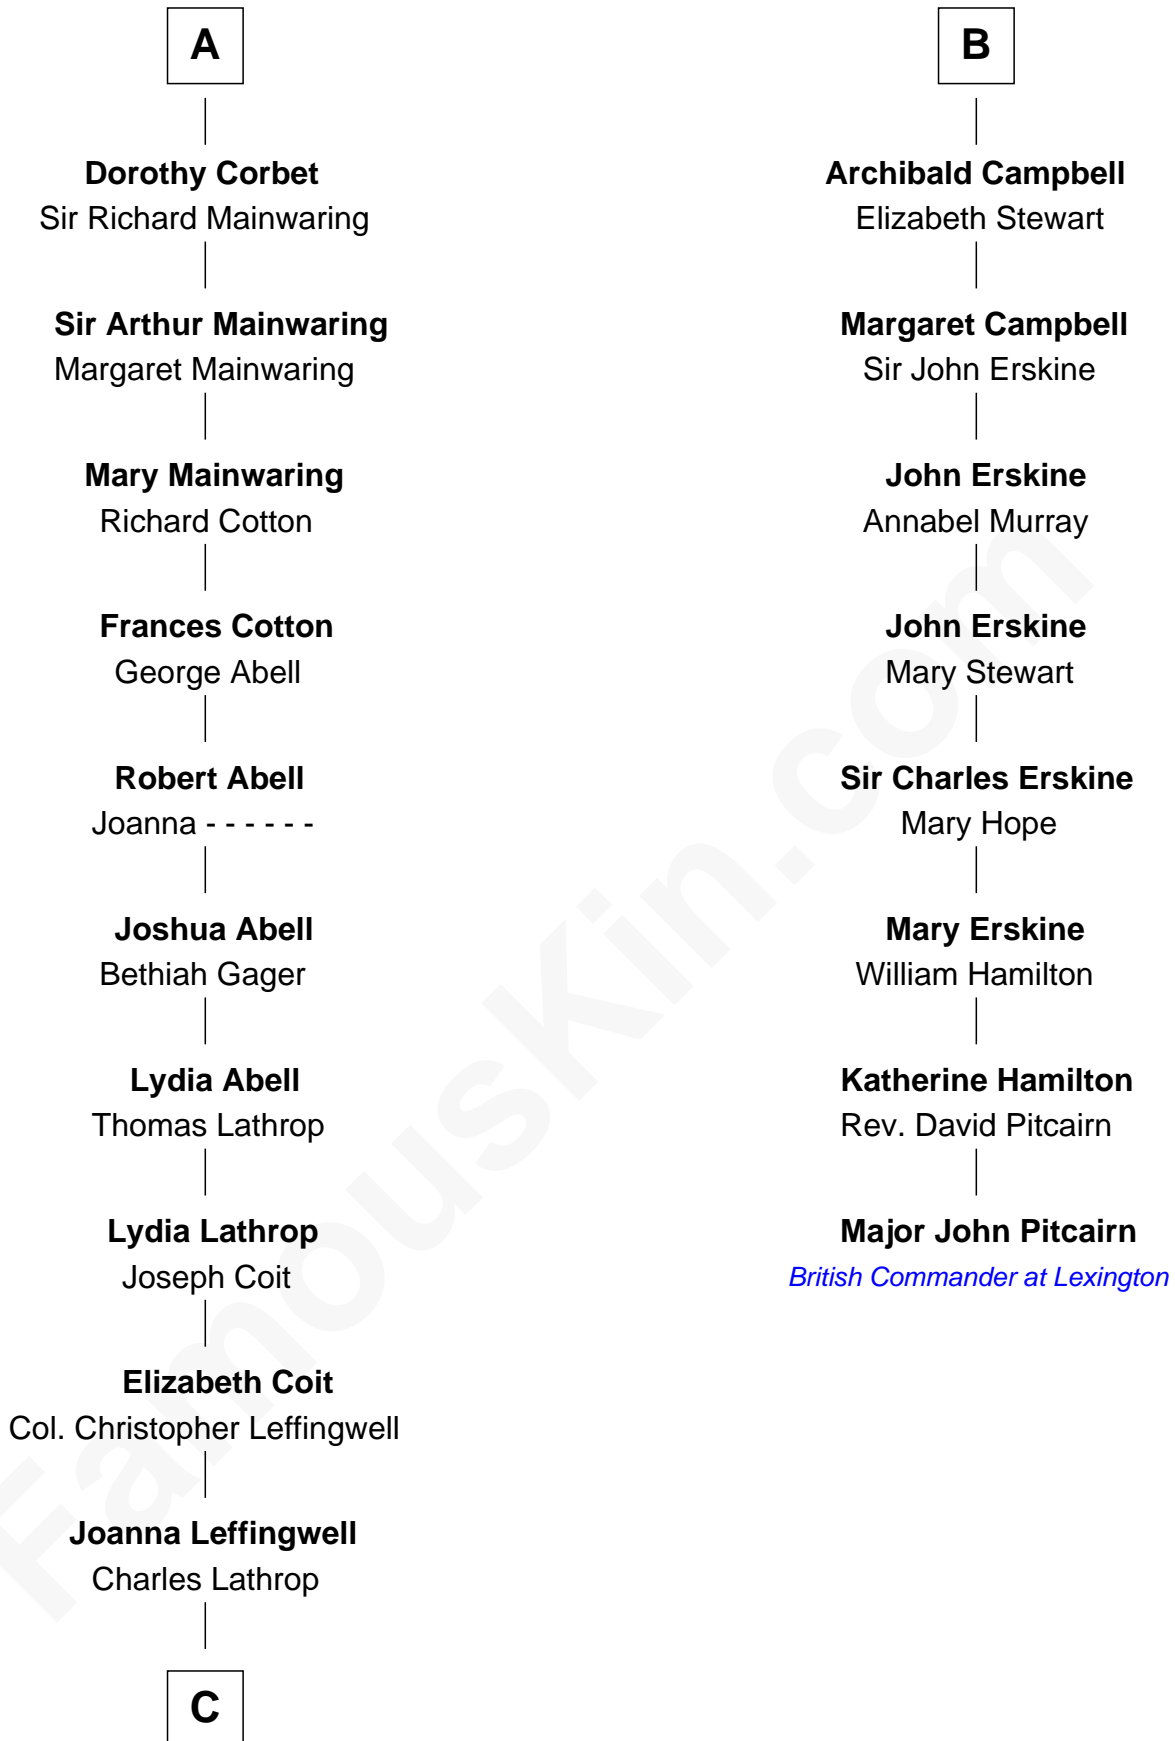 A
Dorothy Corbet
Sir Richard Mainwaring
Sir Arthur Mainwaring
Margaret Mainwaring
Mary Mainwaring
Richard Cotton
Frances Cotton
George Abell
Robert Abell
Joanna - - - - - -
Joshua Abell
Bethiah Gager
Lydia Abell
Thomas Lathrop
Lydia Lathrop
Joseph Coit
Elizabeth Coit
Col. Christopher Leffingwell
Joanna Leffingwell
Charles Lathrop
C
B
Archibald Campbell
Elizabeth Stewart
Margaret Campbell
Sir John Erskine
John Erskine
Annabel Murray
John Erskine
Mary Stewart
Sir Charles Erskine
Mary Hope
Mary Erskine
William Hamilton
Katherine Hamilton
Rev. David Pitcairn
Major John Pitcairn
British Commander at Lexington
FamousKin.com